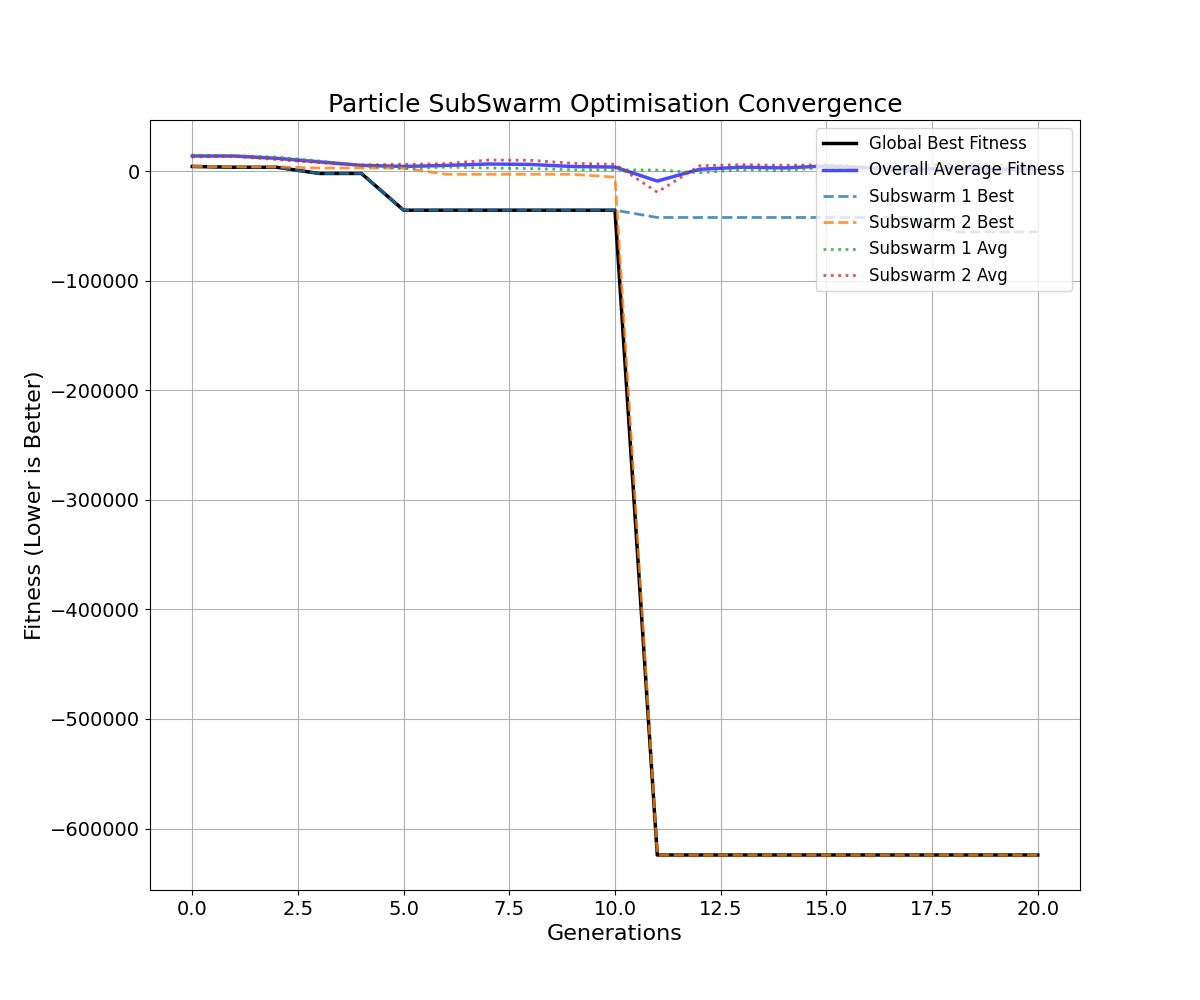 Particle SubSwarm Optimisation Convergence
Global Best Fitness
Overall Average Fitness
Subswarm 1 Best
Subswarm 2 Best
Subswarm 1 Avg
Subswarm 2 Avg
0
−100000
−200000
−300000
−400000
−500000
−600000
Fitness (Lower is Better)
0.0 2.5 5.0 7.5 10.0 12.5 15.0 17.5 20.0
Generations